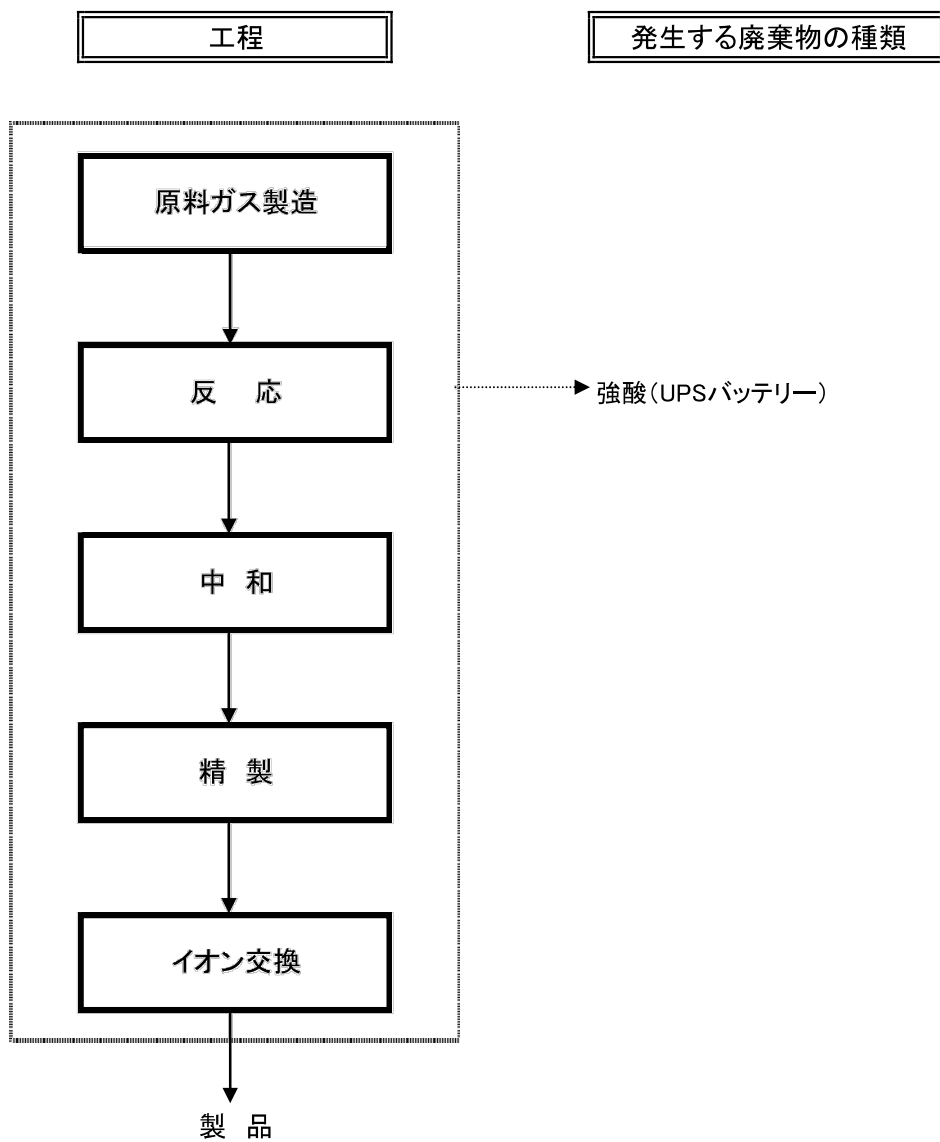 工程
発生する廃棄物の種類
原料ガス製造
反 応
強酸(UPSバッテリー)
中 和
精 製
イオン交換
製 品